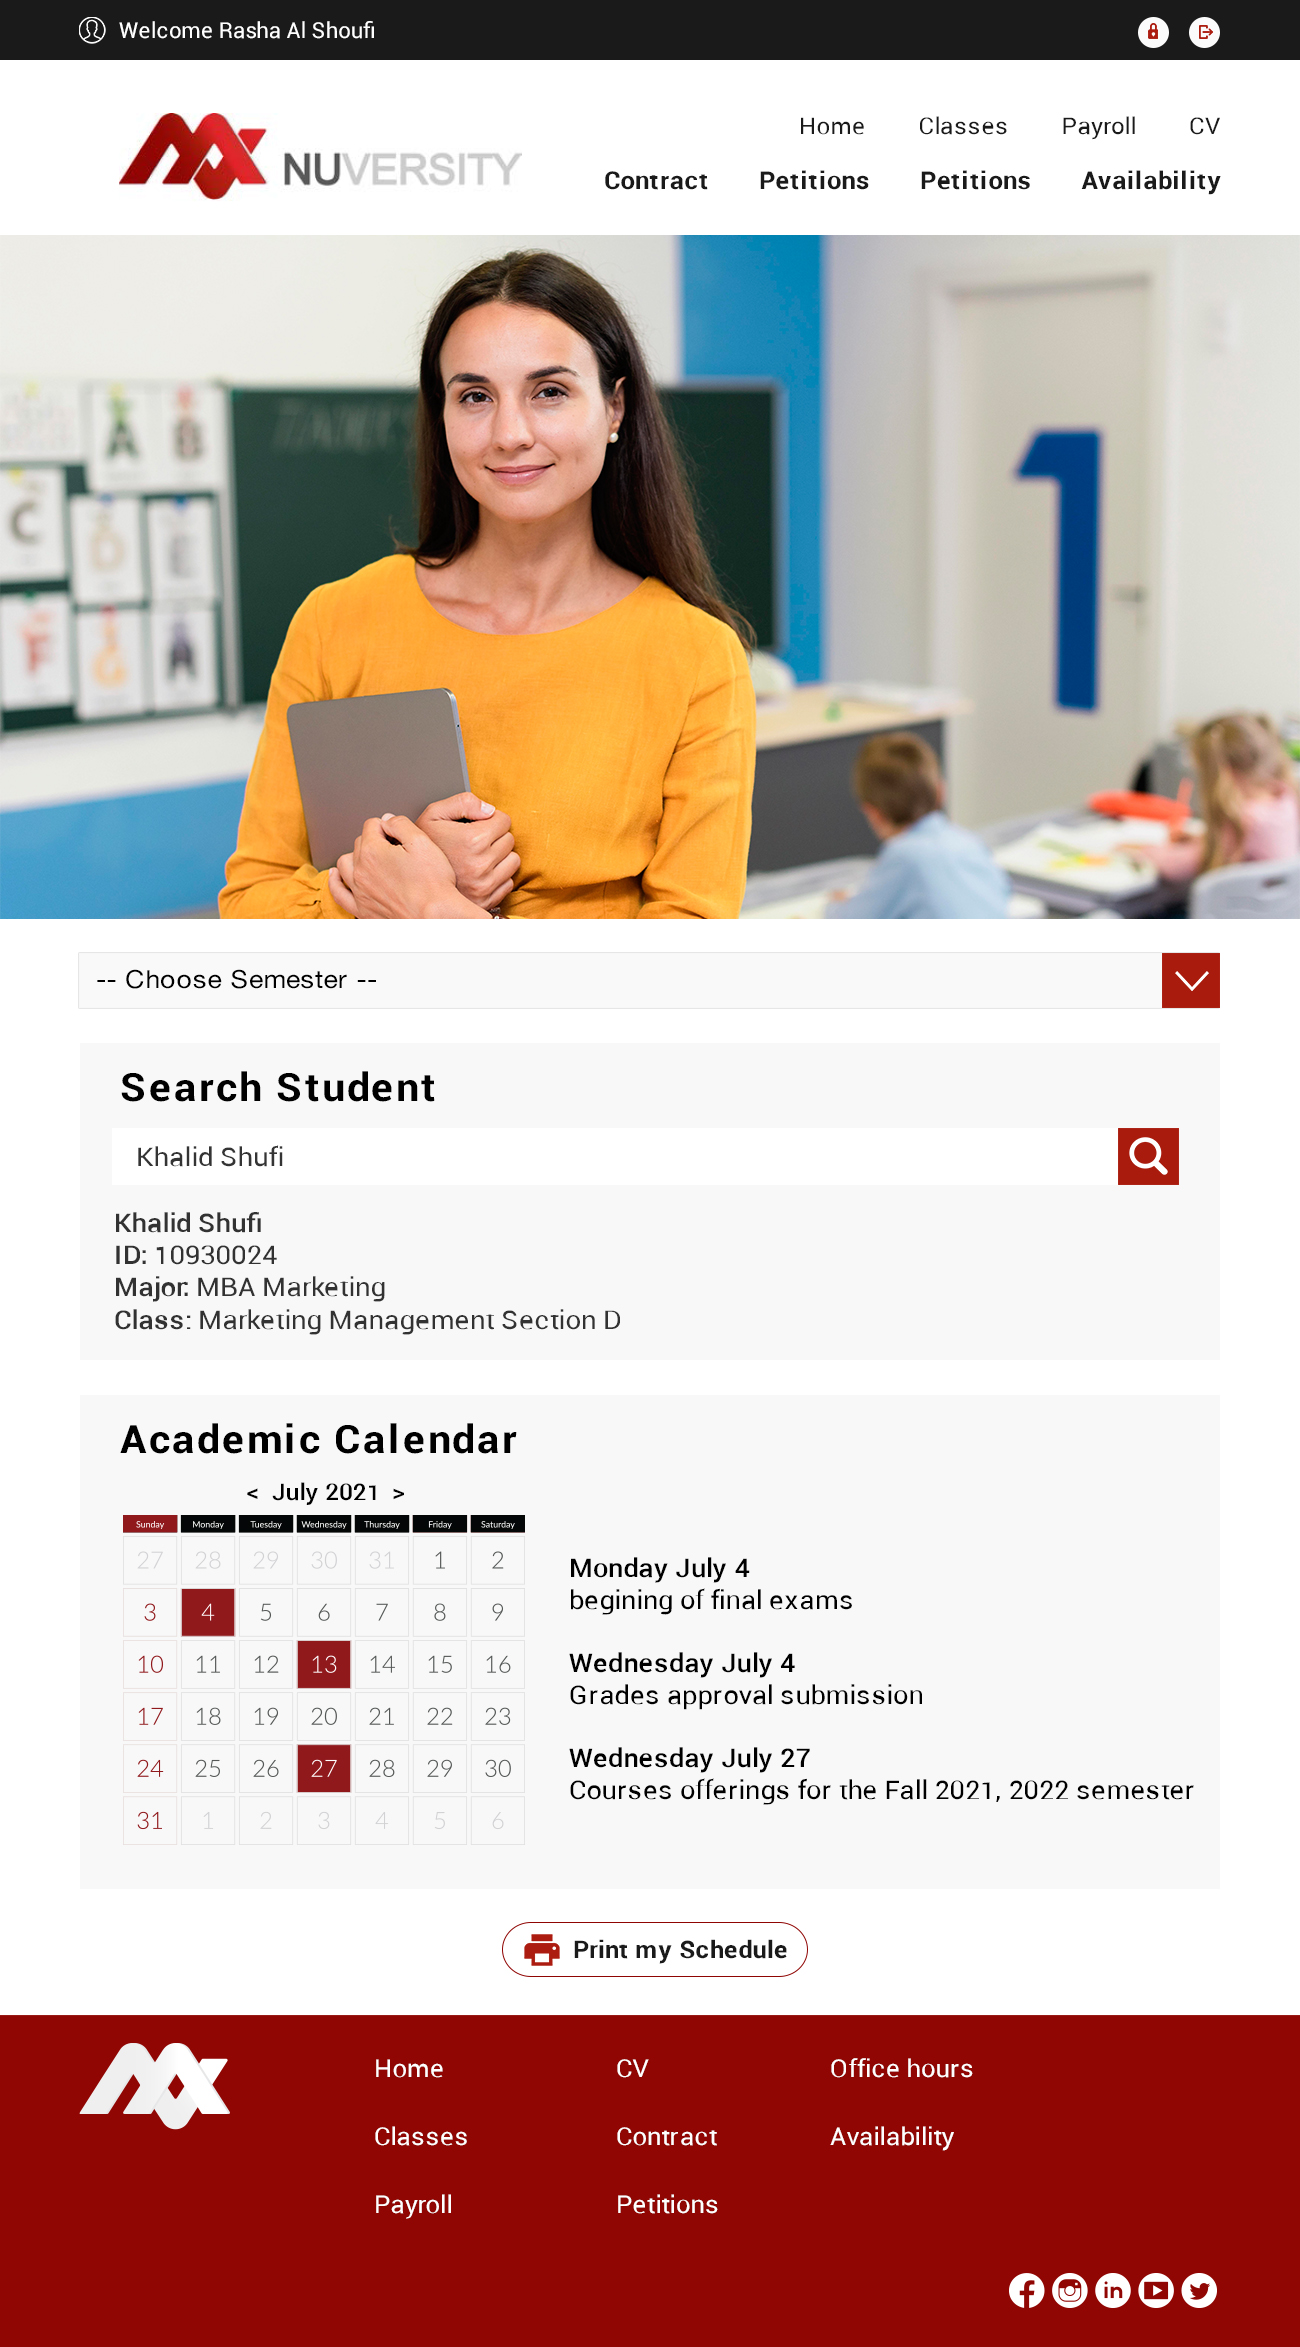 Welcome Rasha Al Shoufi
Home Classes Payroll CV
NUVERSITY
Contract Petitions Petitions Availability
A B
C D E
F G A
1
-- Choose Semester --
Search Student
Khalid Shufi
Khalid Shufi
ID: 10930024
Major: MBA Marketing
Class: Marketing Management Section D
Academic Calendar
< July 2021 >
Sunday Monday Tuesday Wednesday Thursday Friday Saturday
27 28 29 30 31 1 2
3 4 5 6 7 8 9
10 11 12 13 14 15 16
17 18 19 20 21 22 23
24 25 26 27 28 29 30
31 1 2 3 4 5 6
Monday July 4
begining of final exams
Wednesday July 4
Grades approval submission
Wednesday July 27
Courses offerings for the Fall 2021, 2022 semester
Print my Schedule
Home CV Office hours
Classes Contract Availability
Payroll Petitions